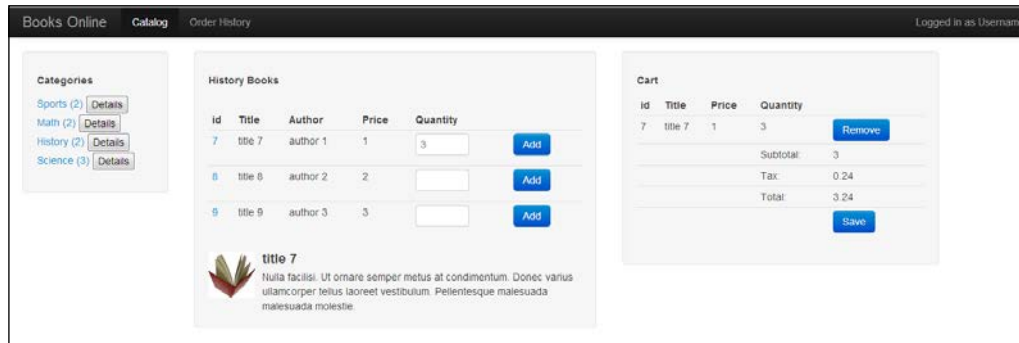 Books Online Catalog Order History Logged in as Usernam
Categories
Sports (2) Details
Math (2) Details
History (2) Details
Science (3) Details
History Books
id Title Author Price Quantity
7 title 7 author 1 1 3 Add
8 title 8 author 2 2 Add
9 title 9 author 3 3 Add
title 7
Nulla facilisi. Ut ornare semper metus at condimentum. Donec varius
ullamcorper tellus laoreet vestibulum. Pellentesque malesuada
malesuada molestie.
Cart
id Title Price Quantity
7 title 7 1 3 Remove
Subtotal: 3
Tax: 0.24
Total: 3.24
Save